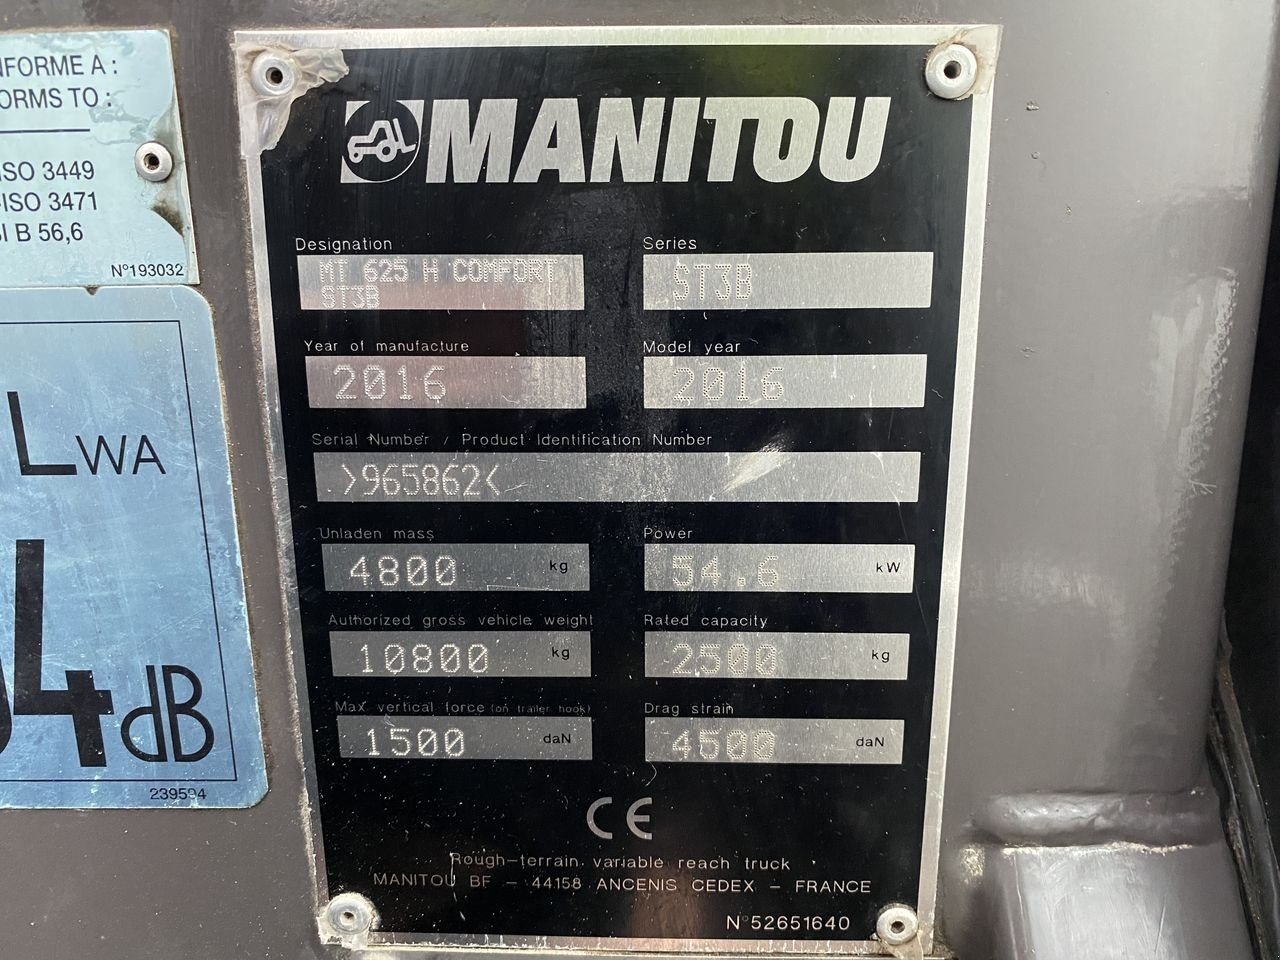 NFORME A :
ORMS TO :
ISO 3449
ISO 3471
B 56,6
N°193032
LWA
4dB
239594
MANITOU
Designation
MT 625 H COMFORT
ST3B
Series
ST3B
Year of manufacture
2016
Model year
2016
Serial Number / Product Identification Number
>965862<
Unladen mass
4800 kg
Power
54.6 kW
Authorized gross vehicle weight
10800 kg
Rated capacity
2500 kg
Max vertical force (on trailer hook)
1500 daN
Drag strain
4500 daN
CE
Rough-terrain variable reach truck
MANITOU BF - 44158 ANCENIS CEDEX - FRANCE
N°52651640